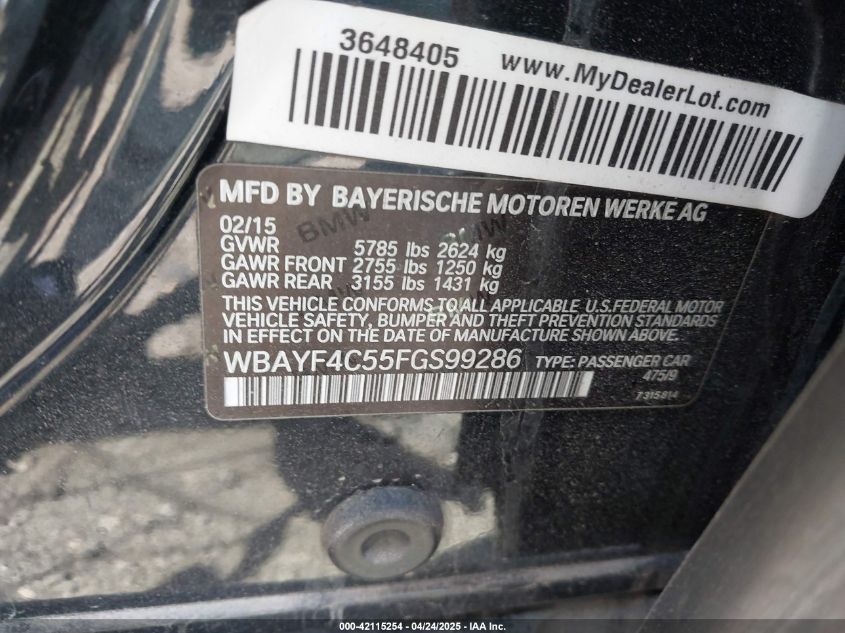 3648405
www.MyDealerLot.com
MFD BY BAYERISCHE MOTOREN WERKE AG
02/15
GVWR 5785 lbs 2624 kg
GAWR FRONT 2755 lbs 1250 kg
GAWR REAR 3155 lbs 1431 kg
THIS VEHICLE CONFORMS TO ALL APPLICABLE U.S.FEDERAL MOTOR
VEHICLE SAFETY, BUMPER AND THEFT PREVENTION STANDARDS
IN EFFECT ON THE DATE OF MANUFACTURE SHOWN ABOVE.
WBAYF4C55FGS99286 TYPE: PASSENGER CAR
475/9
7315814
BMW
000-42115254 | 04/24/2025 - IAA Inc.